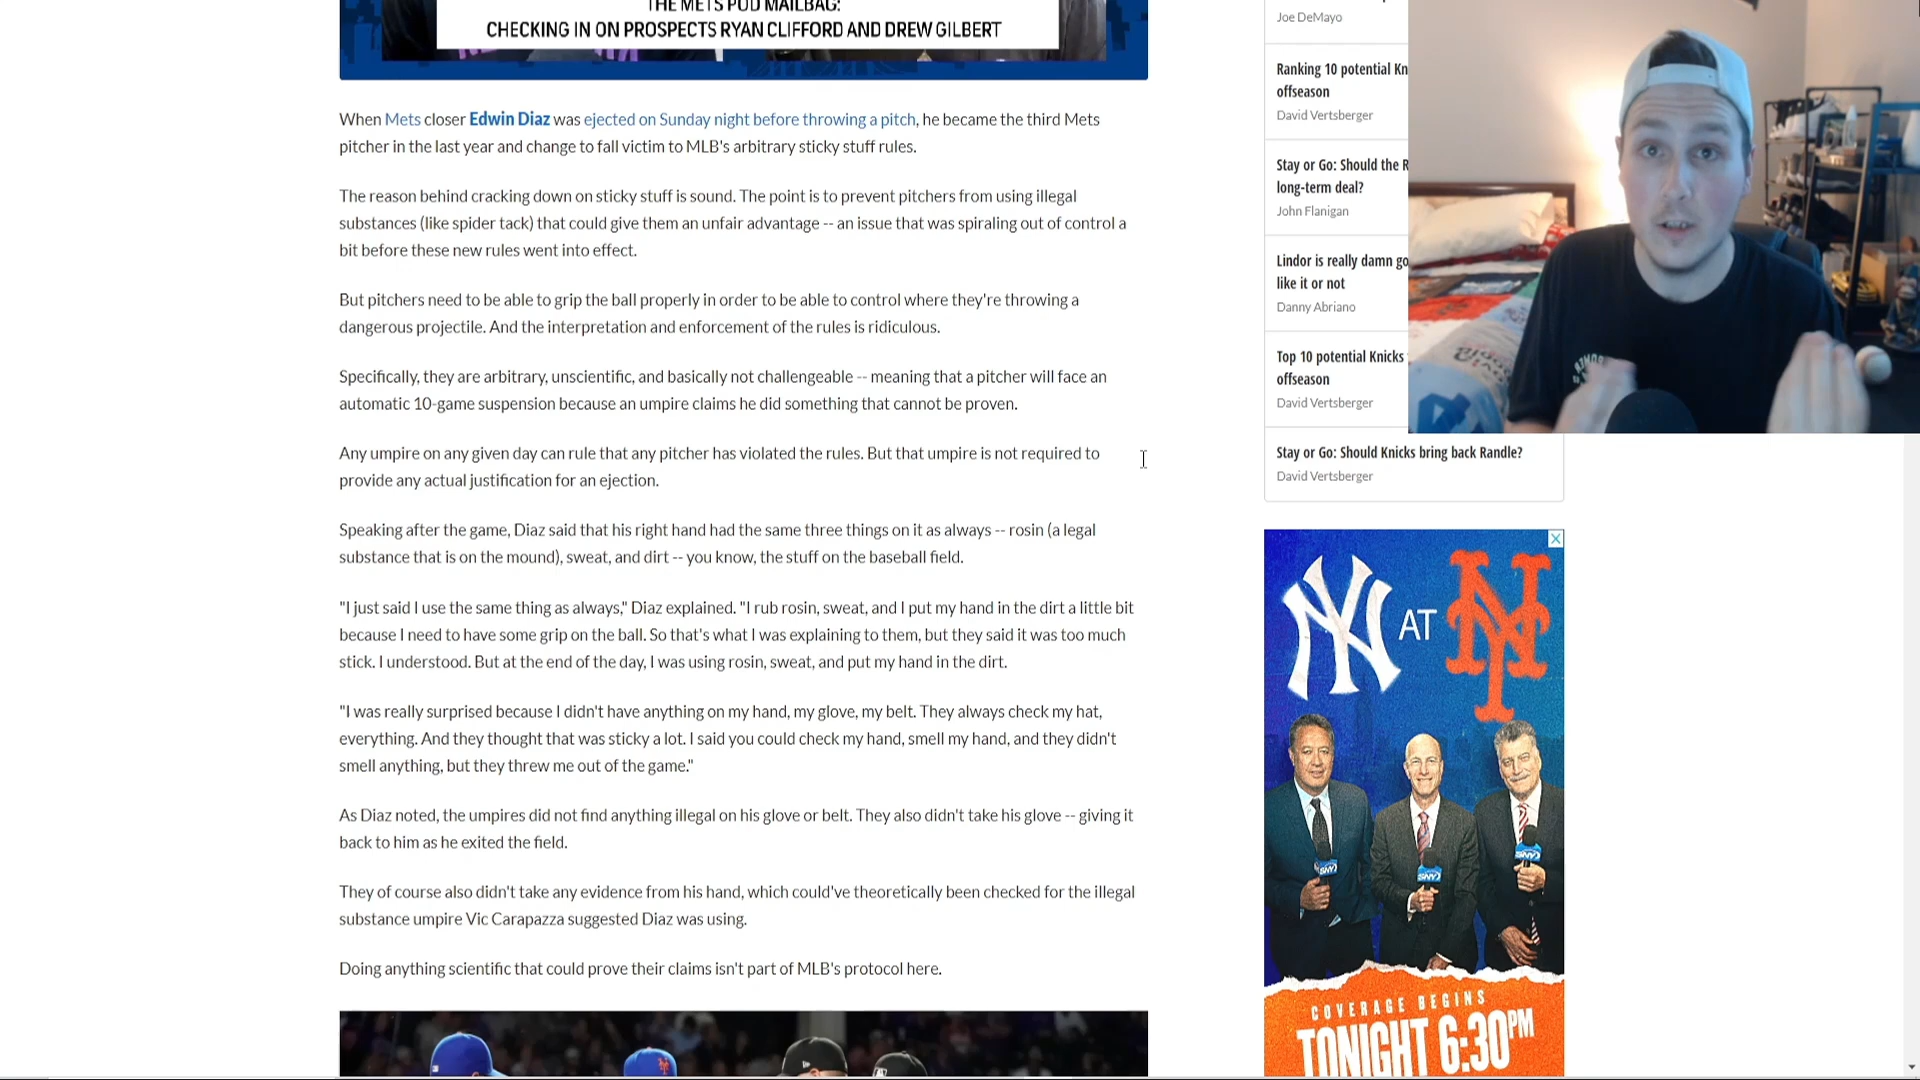 THE METS POD MAILBAG:
CHECKING IN ON PROSPECTS RYAN CLIFFORD AND DREW GILBERT
When Mets closer Edwin Diaz was ejected on Sunday night before throwing a pitch, he became the third Mets
pitcher in the last year and change to fall victim to MLB's arbitrary sticky stuff rules.
The reason behind cracking down on sticky stuff is sound. The point is to prevent pitchers from using illegal
substances (like spider tack) that could give them an unfair advantage -- an issue that was spiraling out of control a
bit before these new rules went into effect.
But pitchers need to be able to grip the ball properly in order to be able to control where they're throwing a
dangerous projectile. And the interpretation and enforcement of the rules is ridiculous.
Specifically, they are arbitrary, unscientific, and basically not challengeable -- meaning that a pitcher will face an
automatic 10-game suspension because an umpire claims he did something that cannot be proven.
Any umpire on any given day can rule that any pitcher has violated the rules. But that umpire is not required to
provide any actual justification for an ejection.
Speaking after the game, Diaz said that his right hand had the same three things on it as always -- rosin (a legal
substance that is on the mound), sweat, and dirt -- you know, the stuff on the baseball field.
"I just said I use the same thing as always," Diaz explained. "I rub rosin, sweat, and I put my hand in the dirt a little bit
because I need to have some grip on the ball. So that's what I was explaining to them, but they said it was too much
stick. I understood. But at the end of the day, I was using rosin, sweat, and put my hand in the dirt.
"I was really surprised because I didn't have anything on my hand, my glove, my belt. They always check my hat,
everything. And they thought that was sticky a lot. I said you could check my hand, smell my hand, and they didn't
smell anything, but they threw me out of the game."
As Diaz noted, the umpires did not find anything illegal on his glove or belt. They also didn't take his glove -- giving it
back to him as he exited the field.
They of course also didn't take any evidence from his hand, which could've theoretically been checked for the illegal
substance umpire Vic Carapazza suggested Diaz was using.
Doing anything scientific that could prove their claims isn't part of MLB's protocol here.
Joe DeMayo
Ranking 10 potential Kn
offseason
David Vertsberger
Stay or Go: Should the R
long-term deal?
John Flanigan
Lindor is really damn go
like it or not
Danny Abriano
Top 10 potential Knicks
offseason
David Vertsberger
Stay or Go: Should Knicks bring back Randle?
David Vertsberger
NY AT NY
SNY SNY SNY
COVERAGE BEGINS
TONIGHT 6:30PM